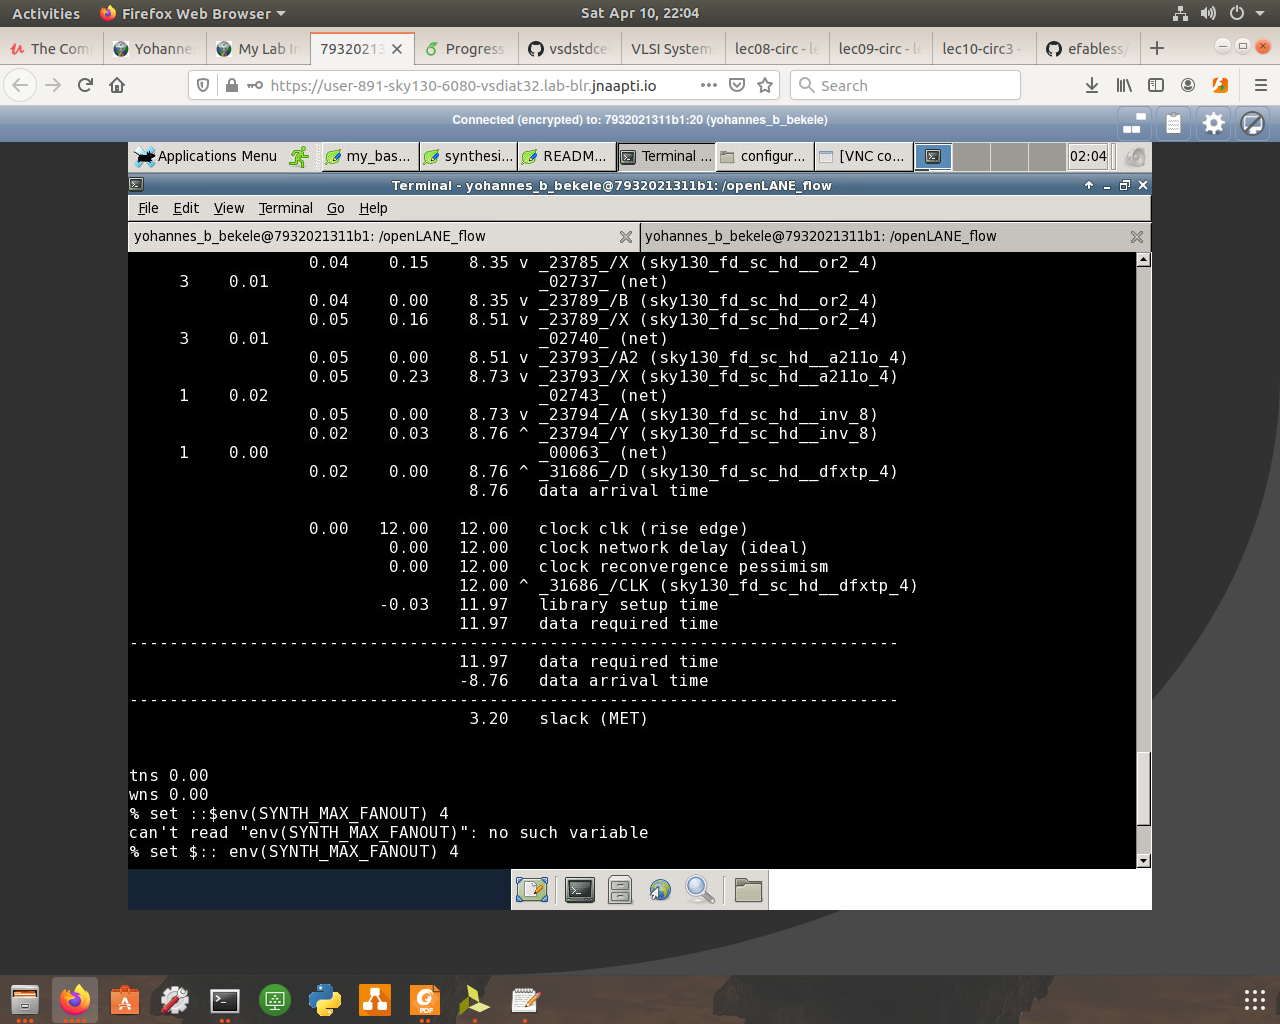 Activities
Firefox Web Browser
Sat Apr 10, 22:04
The Com
Yohanne
My Lab In
79320213
Progress
vsdstdce
VLSI System
lec08-circ - le
lec09-circ - le
lec10-circ3 -
efabless/
https://user-891-sky130-6080-vsdiat32.lab-blr.jnaapti.io
Search
Connected (encrypted) to: 7932021311b1:20 (yohannes_b_bekele)
Applications Menu
my_bas...
synthesi...
READM...
Terminal ...
configur...
[VNC co...
02:04
Terminal - yohannes_b_bekele@7932021311b1: /openLANE_flow
File Edit View Terminal Go Help
yohannes_b_bekele@7932021311b1: /openLANE_flow
yohannes_b_bekele@7932021311b1: /openLANE_flow
0.04 0.15 8.35 v _23785_/X (sky130_fd_sc_hd__or2_4)
3 0.01 _02737_ (net)
0.04 0.00 8.35 v _23789_/B (sky130_fd_sc_hd__or2_4)
0.05 0.16 8.51 v _23789_/X (sky130_fd_sc_hd__or2_4)
3 0.01 _02740_ (net)
0.05 0.00 8.51 v _23793_/A2 (sky130_fd_sc_hd__a211o_4)
0.05 0.23 8.73 v _23793_/X (sky130_fd_sc_hd__a211o_4)
1 0.02 _02743_ (net)
0.05 0.00 8.73 v _23794_/A (sky130_fd_sc_hd__inv_8)
0.02 0.03 8.76 ^ _23794_/Y (sky130_fd_sc_hd__inv_8)
1 0.00 _00063_ (net)
0.02 0.00 8.76 ^ _31686_/D (sky130_fd_sc_hd__dfxtp_4)
8.76 data arrival time
0.00 12.00 12.00 clock clk (rise edge)
0.00 12.00 clock network delay (ideal)
0.00 12.00 clock reconvergence pessimism
12.00 ^ _31686_/CLK (sky130_fd_sc_hd__dfxtp_4)
-0.03 11.97 library setup time
11.97 data required time
-----------------------------------------------------------------------------
11.97 data required time
-8.76 data arrival time
-----------------------------------------------------------------------------
3.20 slack (MET)
tns 0.00
wns 0.00
% set ::$env(SYNTH_MAX_FANOUT) 4
can't read "env(SYNTH_MAX_FANOUT)": no such variable
% set $:: env(SYNTH_MAX_FANOUT) 4
PDF